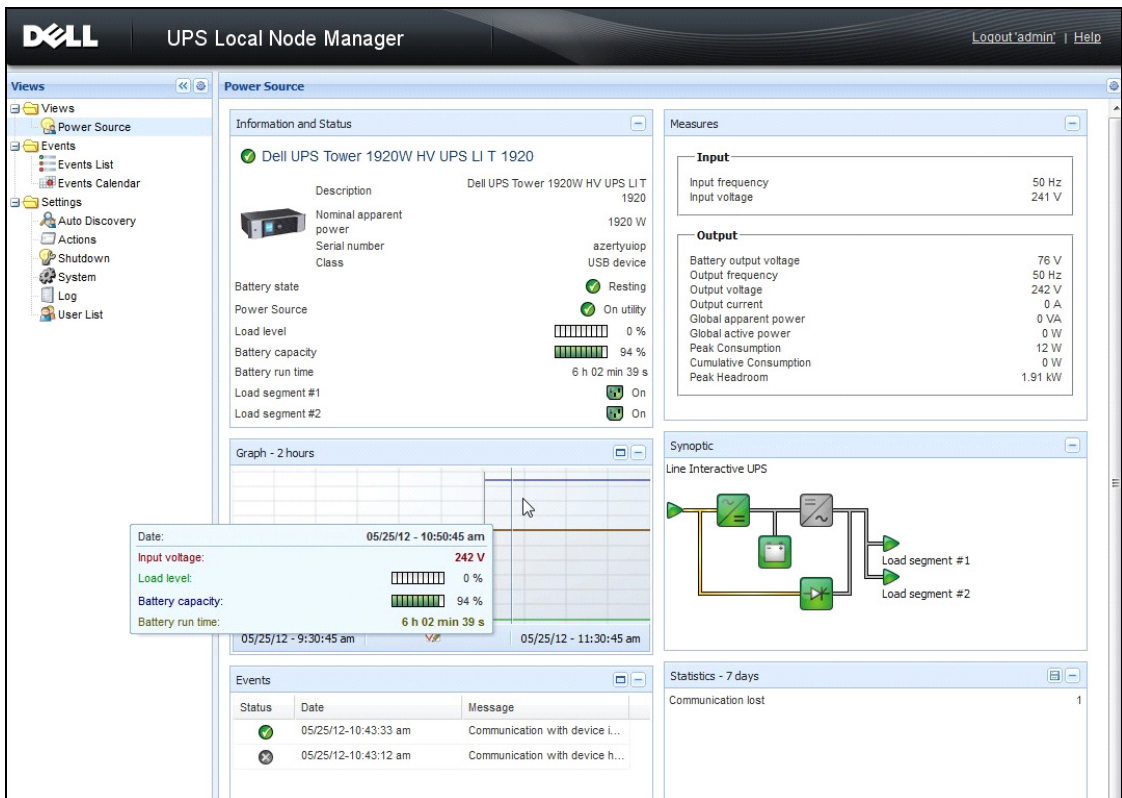 DELL
UPS Local Node Manager
Logout 'admin' | Help
Views
Views
Power Source
Events
Events List
Events Calendar
Settings
Auto Discovery
Actions
Shutdown
System
Log
User List
Power Source
Information and Status
Dell UPS Tower 1920W HV UPS LI T 1920
Description Dell UPS Tower 1920W HV UPS LI T
1920
Nominal apparent
power 1920 W
Serial number azertyuiop
Class USB device
Battery state Resting
Power Source On utility
Load level 0 %
Battery capacity 94 %
Battery run time 6 h 02 min 39 s
Load segment #1 On
Load segment #2 On
Measures
Input
Input frequency 50 Hz
Input voltage 241 V
Output
Battery output voltage 76 V
Output frequency 50 Hz
Output voltage 242 V
Output current 0 A
Global apparent power 0 VA
Global active power 0 W
Peak Consumption 12 W
Cumulative Consumption 0 W
Peak Headroom 1.91 kW
Graph - 2 hours
Date: 05/25/12 - 10:50:45 am
Input voltage: 242 V
Load level: 0 %
Battery capacity: 94 %
Battery run time: 6 h 02 min 39 s
05/25/12 - 9:30:45 am 05/25/12 - 11:30:45 am
Synoptic
Line Interactive UPS
Load segment #1
Load segment #2
Events
Status Date Message
05/25/12-10:43:33 am Communication with device i...
05/25/12-10:43:12 am Communication with device h...
Statistics - 7 days
Communication lost 1